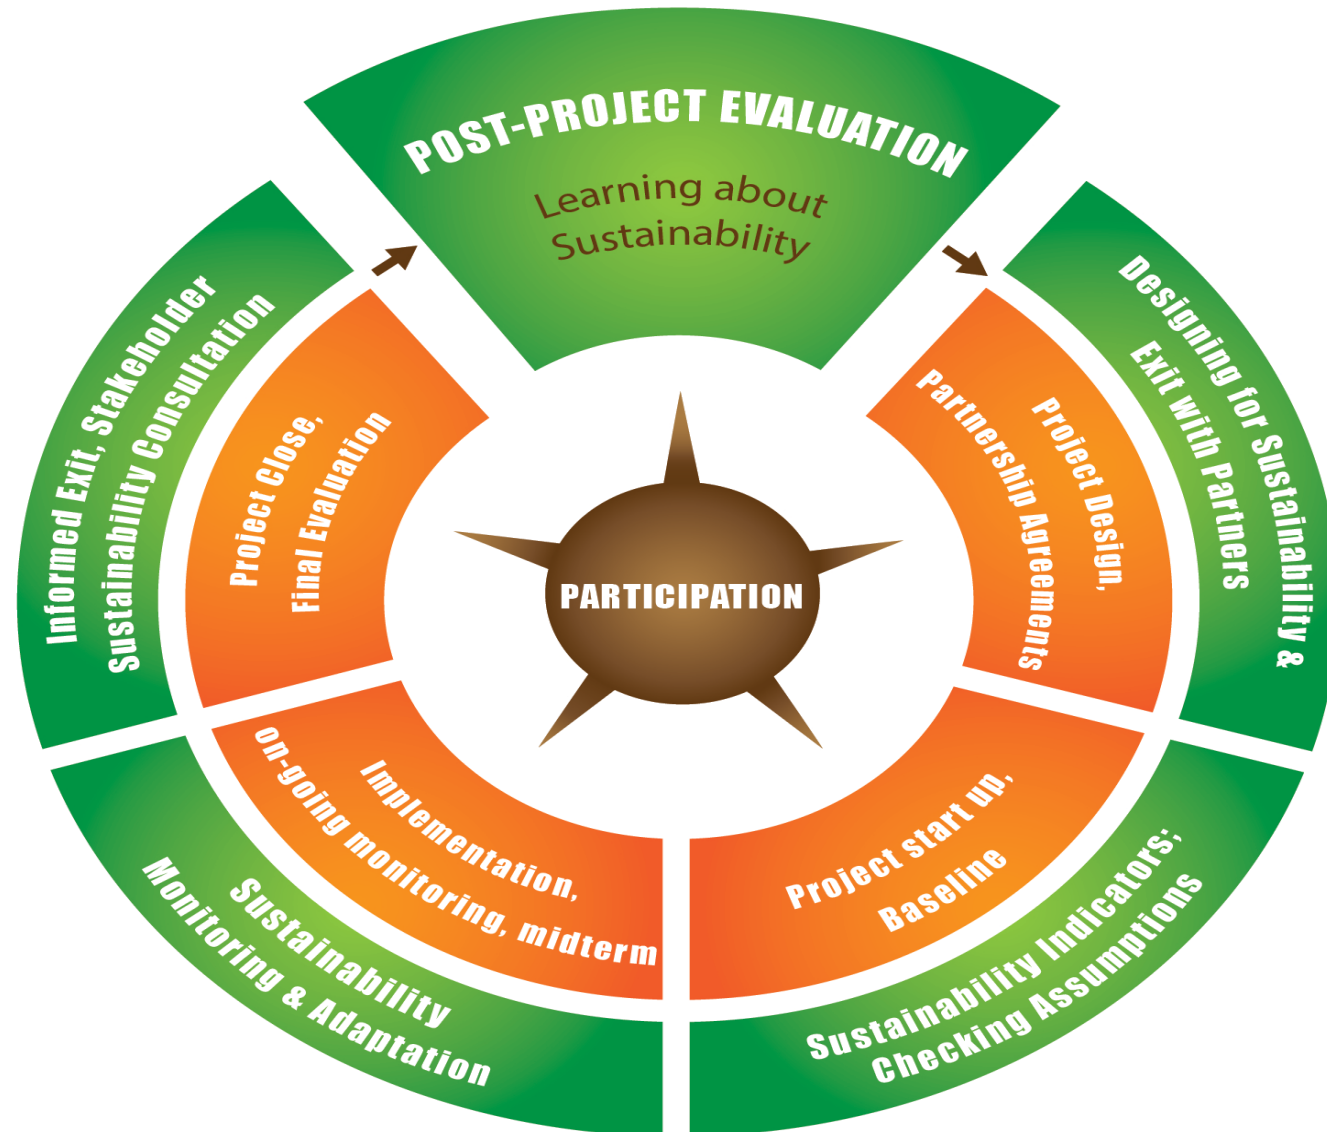 POST-PROJECT EVALUATION
Learning about
Sustainability
Designing for Sustainability &
Exit with Partners
Project Design,
Partnership Agreements
Project start up,
Baseline
Sustainability Indicators;
Checking Assumptions
Implementation,
on-going monitoring, midterm
Sustainability
Monitoring & Adaptation
Project Close,
Final Evaluation
Informed Exit, Stakeholder
Sustainability Consultation
PARTICIPATION